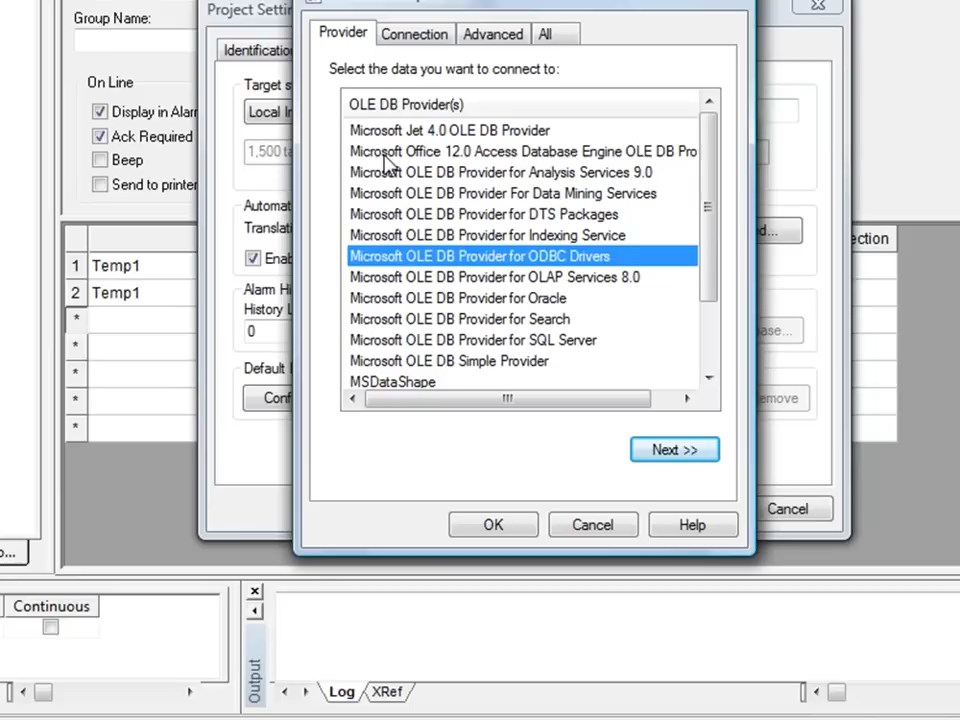 Group Name:
On Line
Display in Alar
Ack Required
Beep
Send to printer
Project Settin
Identification
Target s
Local In
1,500 ta
Automat
Translati
Enab
Alarm Hi
History L
0
Default
Conf
Provider
Connection
Advanced
All
Select the data you want to connect to:
OLE DB Provider(s)
Microsoft Jet 4.0 OLE DB Provider
Microsoft Office 12.0 Access Database Engine OLE DB Pro
Microsoft OLE DB Provider for Analysis Services 9.0
Microsoft OLE DB Provider For Data Mining Services
Microsoft OLE DB Provider for DTS Packages
Microsoft OLE DB Provider for Indexing Service
Microsoft OLE DB Provider for ODBC Drivers
Microsoft OLE DB Provider for OLAP Services 8.0
Microsoft OLE DB Provider for Oracle
Microsoft OLE DB Provider for Search
Microsoft OLE DB Provider for SQL Server
Microsoft OLE DB Simple Provider
MSDataShape
Next >>
OK
Cancel
Help
d...
ase...
emove
Cancel
ection
1 Temp1
2 Temp1
*
*
*
*
*
o...
Continuous
Output
Log
XRef